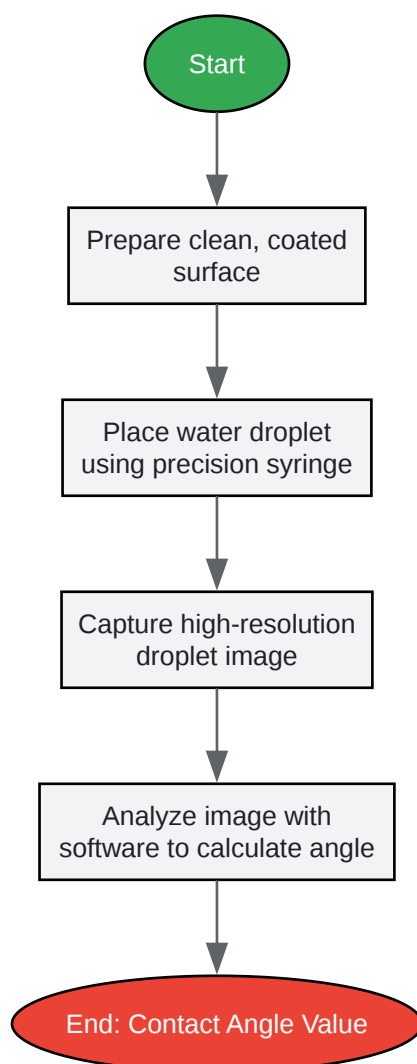 Start
Prepare clean, coated
surface
Place water droplet
using precision syringe
Capture high-resolution
droplet image
Analyze image with
software to calculate angle
End: Contact Angle Value